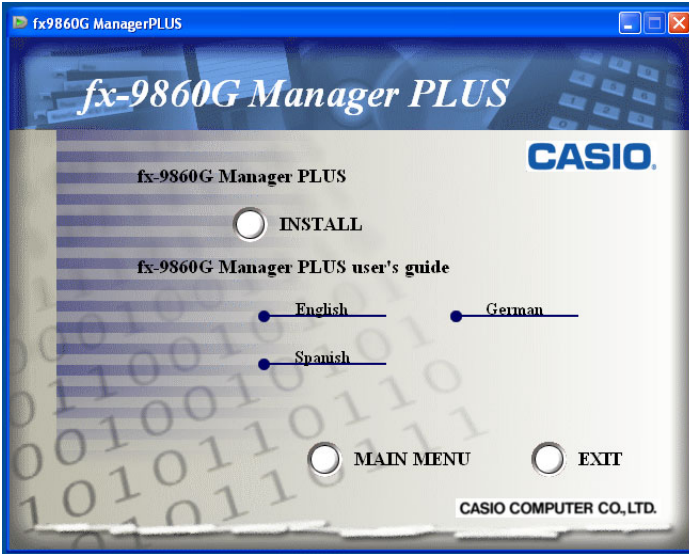 fx9860G ManagerPLUS
fx-9860G Manager PLUS
CASIO.
fx-9860G Manager PLUS
INSTALL
fx-9860G Manager PLUS user's guide
English German
Spanish
MAIN MENU EXIT
CASIO COMPUTER CO., LTD.